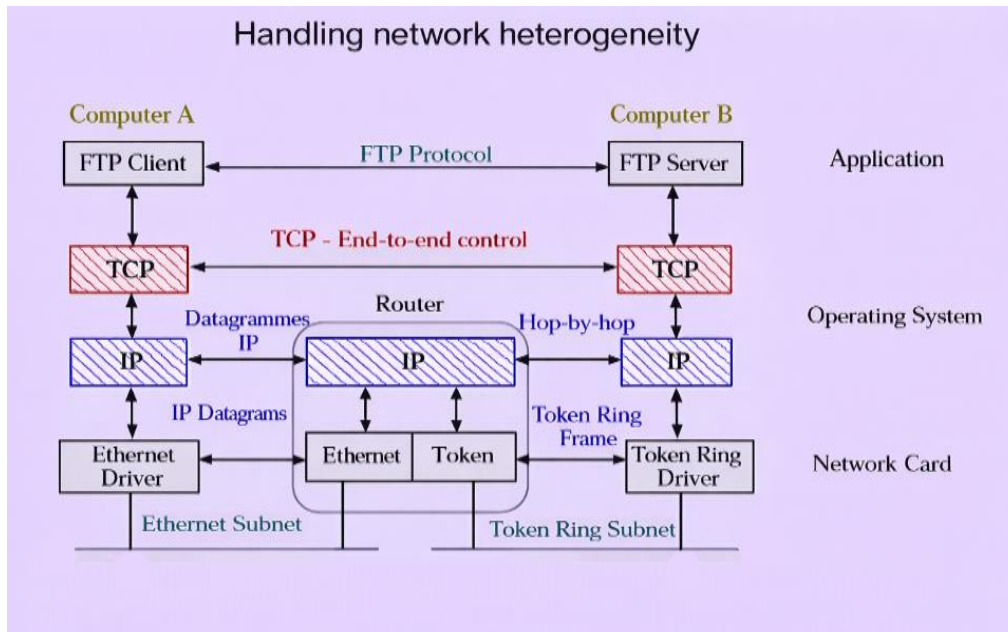 Handling network heterogeneity
Computer A
Computer B
FTP Client
FTP Protocol
FTP Server
Application
TCP - End-to-end control
TCP
TCP
Router
Operating System
Datagrammes
IP
Hop-by-hop
IP
IP
IP
IP Datagrams
Token Ring
Frame
Ethernet
Driver
Ethernet
Token
Token Ring
Driver
Network Card
Ethernet Subnet
Token Ring Subnet